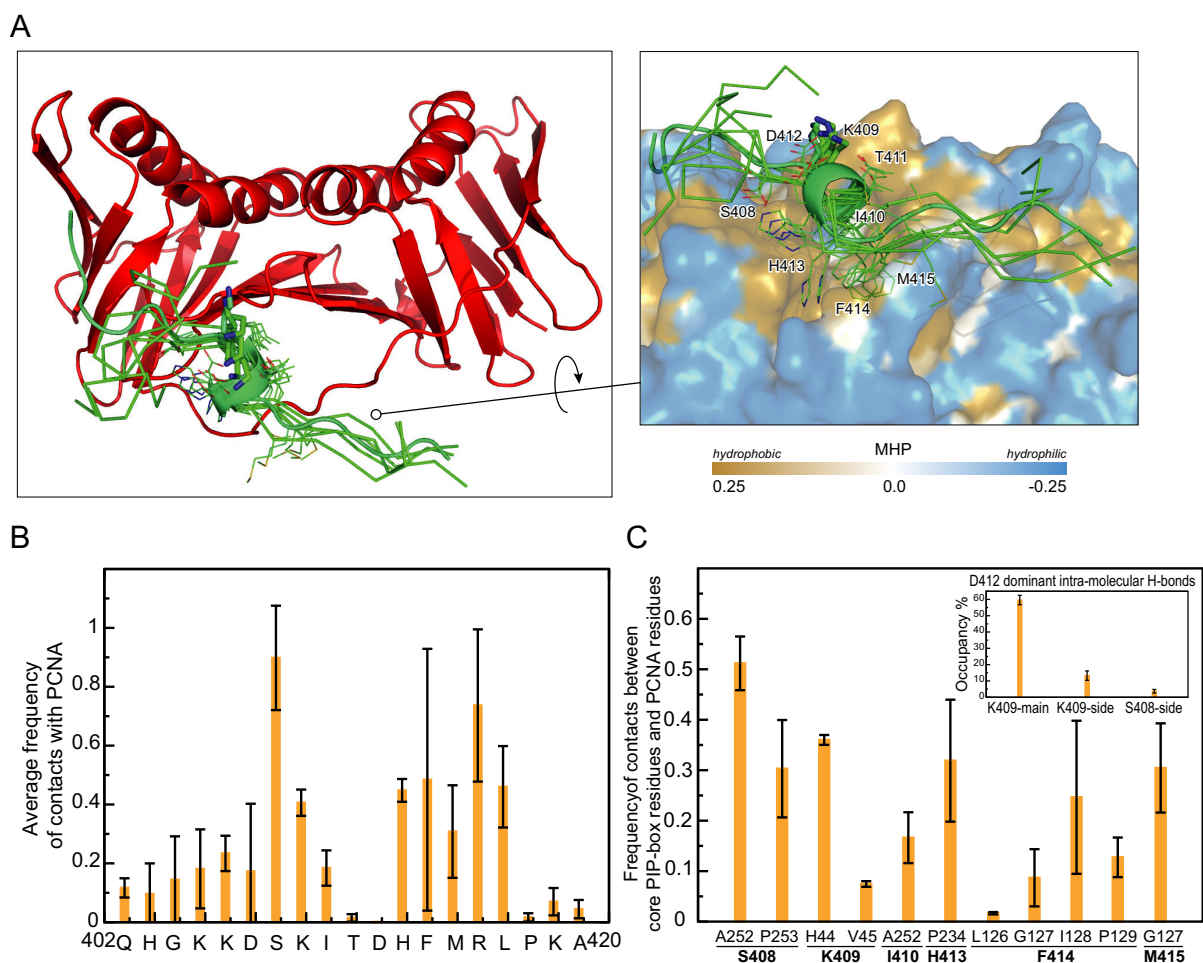 A
D412
K409
T411
S408
I410
H413
M415
F414
hydrophobic MHP hydrophilic
0.25 0.0 -0.25
B
Average frequency
of contacts with PCNA
1
0.8
0.6
0.4
0.2
0
402Q H G K K D S K I T D H F M R L P K A420
C
Frequencyof contacts between
core PIP-box residues and PCNA residues
0.6
0.5
0.4
0.3
0.2
0.1
0
D412 dominant intra-molecular H-bonds
Occupancy %
60
50
40
30
20
10
0
K409-main K409-side S408-side
A252 P253 H44 V45 A252 P234 L126 G127 I128 P129 G127
S408 K409 I410 H413 F414 M415